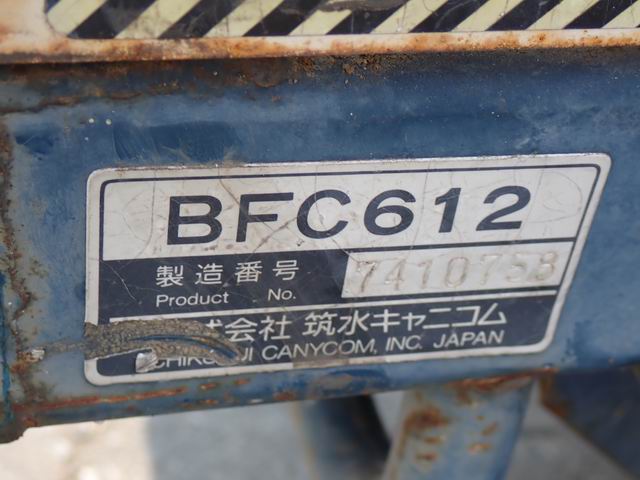 BFC612
製造番号 7410758
Product No.
式会社 筑水キャニコム
CANYCOM, INC. JAPAN